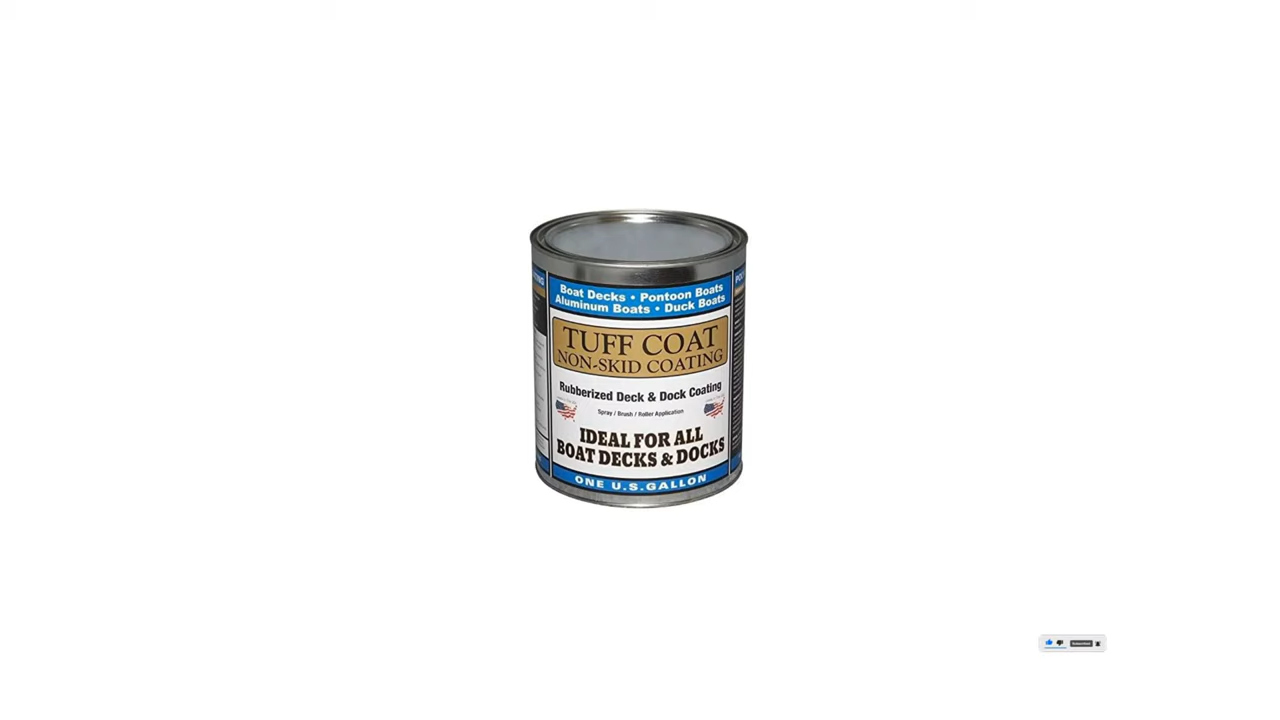 Boat Decks • Pontoon Boats
Aluminum Boats • Duck Boats
TUFF COAT
NON-SKID COATING
Rubberized Deck & Dock Coating
Spray / Brush / Roller Application
IDEAL FOR ALL
BOAT DECKS & DOCKS
ONE U.S. GALLON